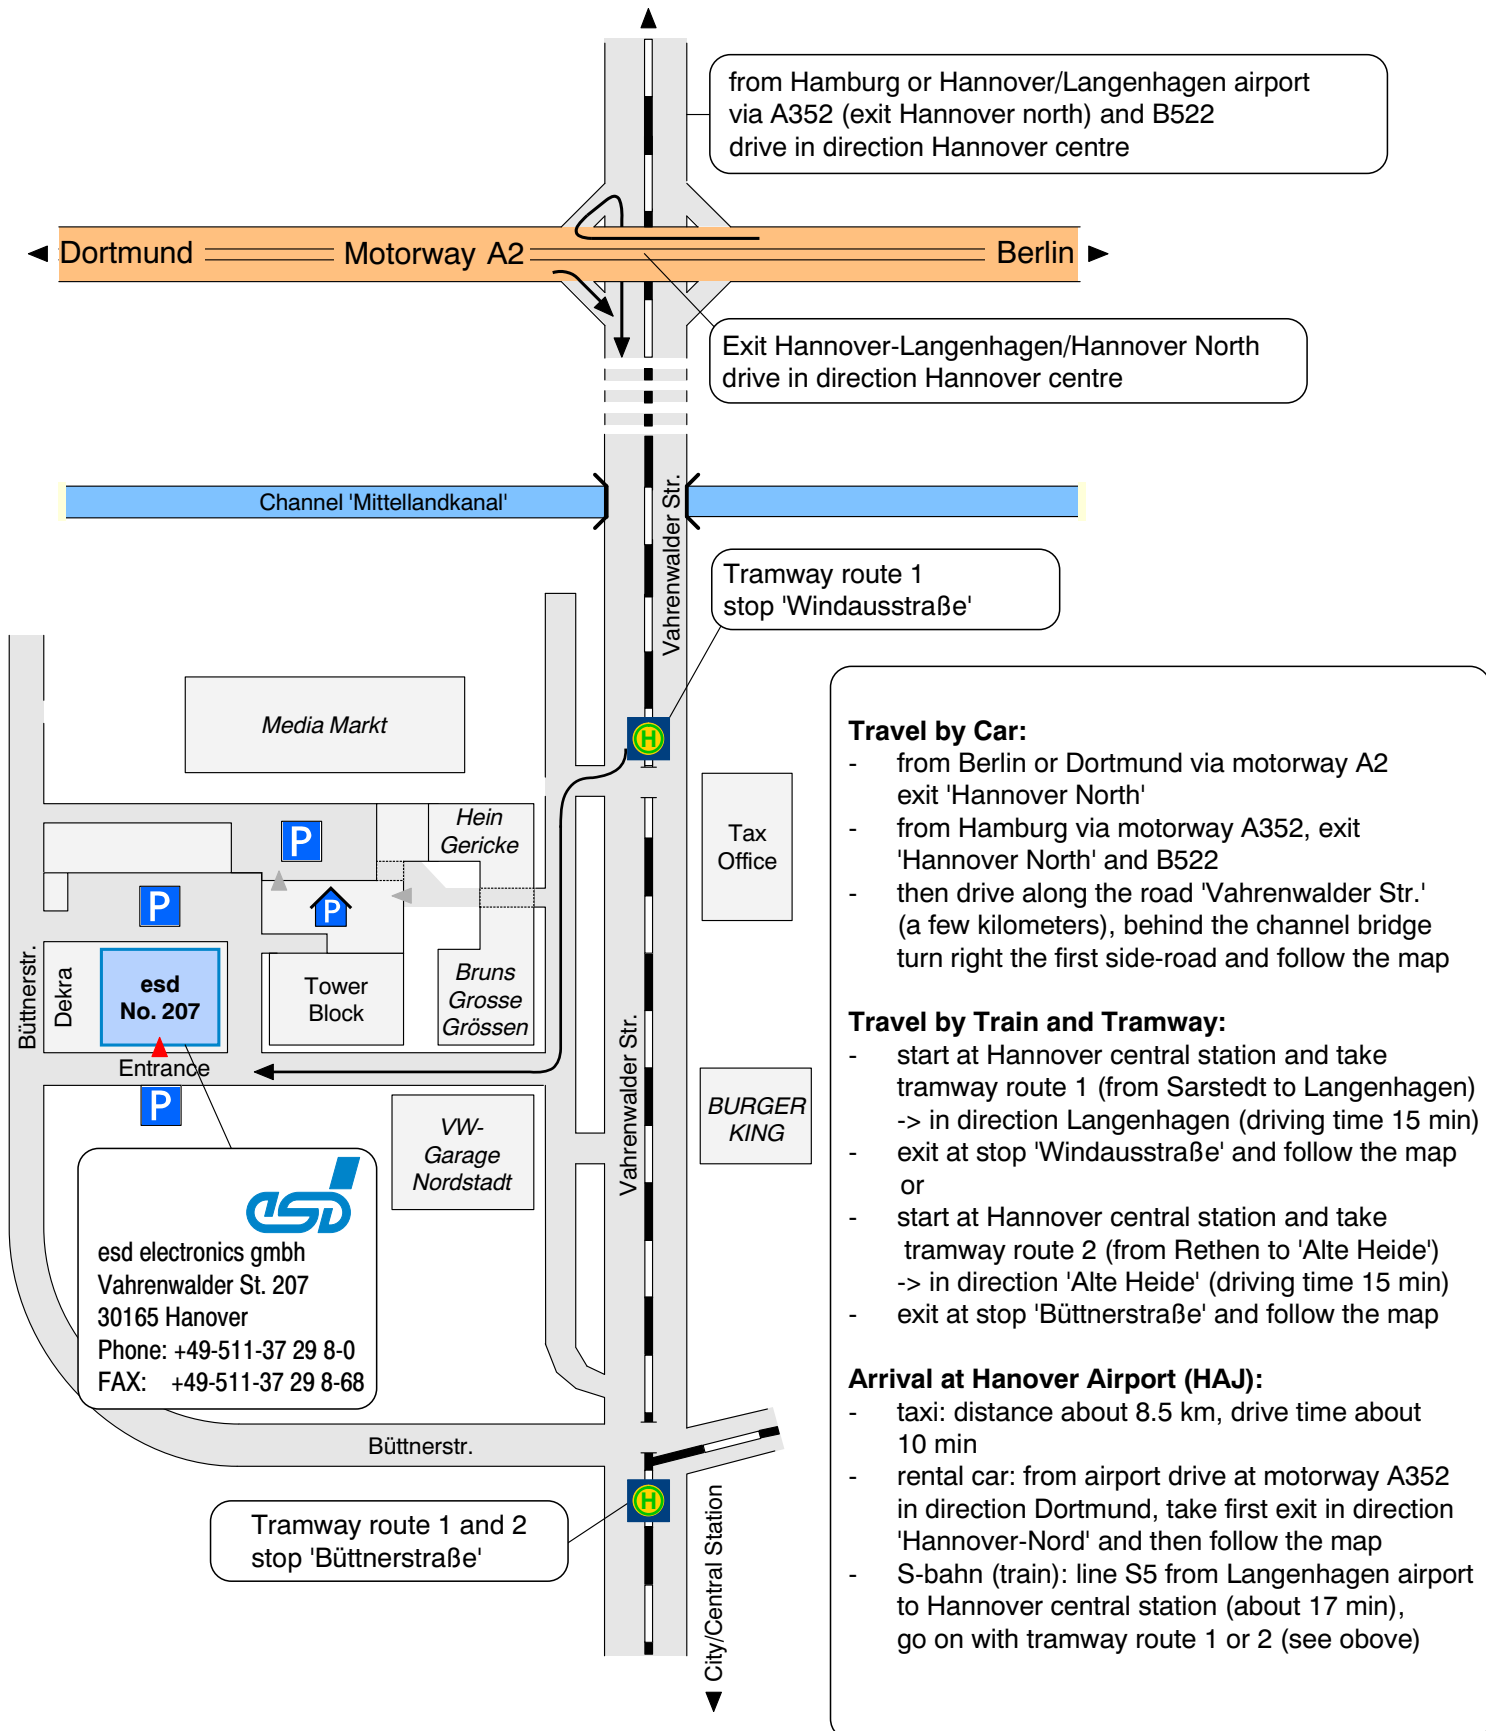 from Hamburg or Hannover/Langenhagen airport
via A352 (exit Hannover north) and B522
drive in direction Hannover centre
Dortmund
Motorway A2
Berlin
Exit Hannover-Langenhagen/Hannover North
drive in direction Hannover centre
Channel 'Mittellandkanal'
Vahrenwalder Str.
Tramway route 1
stop 'Windausstraße'
H
Media Markt
Hein
Gericke
P
P
P
Tax
Office
Büttnerstr.
Dekra
esd
No. 207
Tower
Block
Bruns
Grosse
Grössen
Entrance
P
Vahrenwalder Str.
VW-
Garage
Nordstadt
BURGER
KING
esd
esd electronics gmbh
Vahrenwalder St. 207
30165 Hanover
Phone: +49-511-37 29 8-0
FAX: +49-511-37 29 8-68
Büttnerstr.
H
Tramway route 1 and 2
stop 'Büttnerstraße'
City/Central Station
Travel by Car:
- from Berlin or Dortmund via motorway A2
exit 'Hannover North'
- from Hamburg via motorway A352, exit
'Hannover North' and B522
- then drive along the road 'Vahrenwalder Str.'
(a few kilometers), behind the channel bridge
turn right the first side-road and follow the map
Travel by Train and Tramway:
- start at Hannover central station and take
tramway route 1 (from Sarstedt to Langenhagen)
-> in direction Langenhagen (driving time 15 min)
- exit at stop 'Windausstraße' and follow the map
or
- start at Hannover central station and take
tramway route 2 (from Rethen to 'Alte Heide')
-> in direction 'Alte Heide' (driving time 15 min)
- exit at stop 'Büttnerstraße' and follow the map
Arrival at Hanover Airport (HAJ):
- taxi: distance about 8.5 km, drive time about
10 min
- rental car: from airport drive at motorway A352
in direction Dortmund, take first exit in direction
'Hannover-Nord' and then follow the map
- S-bahn (train): line S5 from Langenhagen airport
to Hannover central station (about 17 min),
go on with tramway route 1 or 2 (see obove)